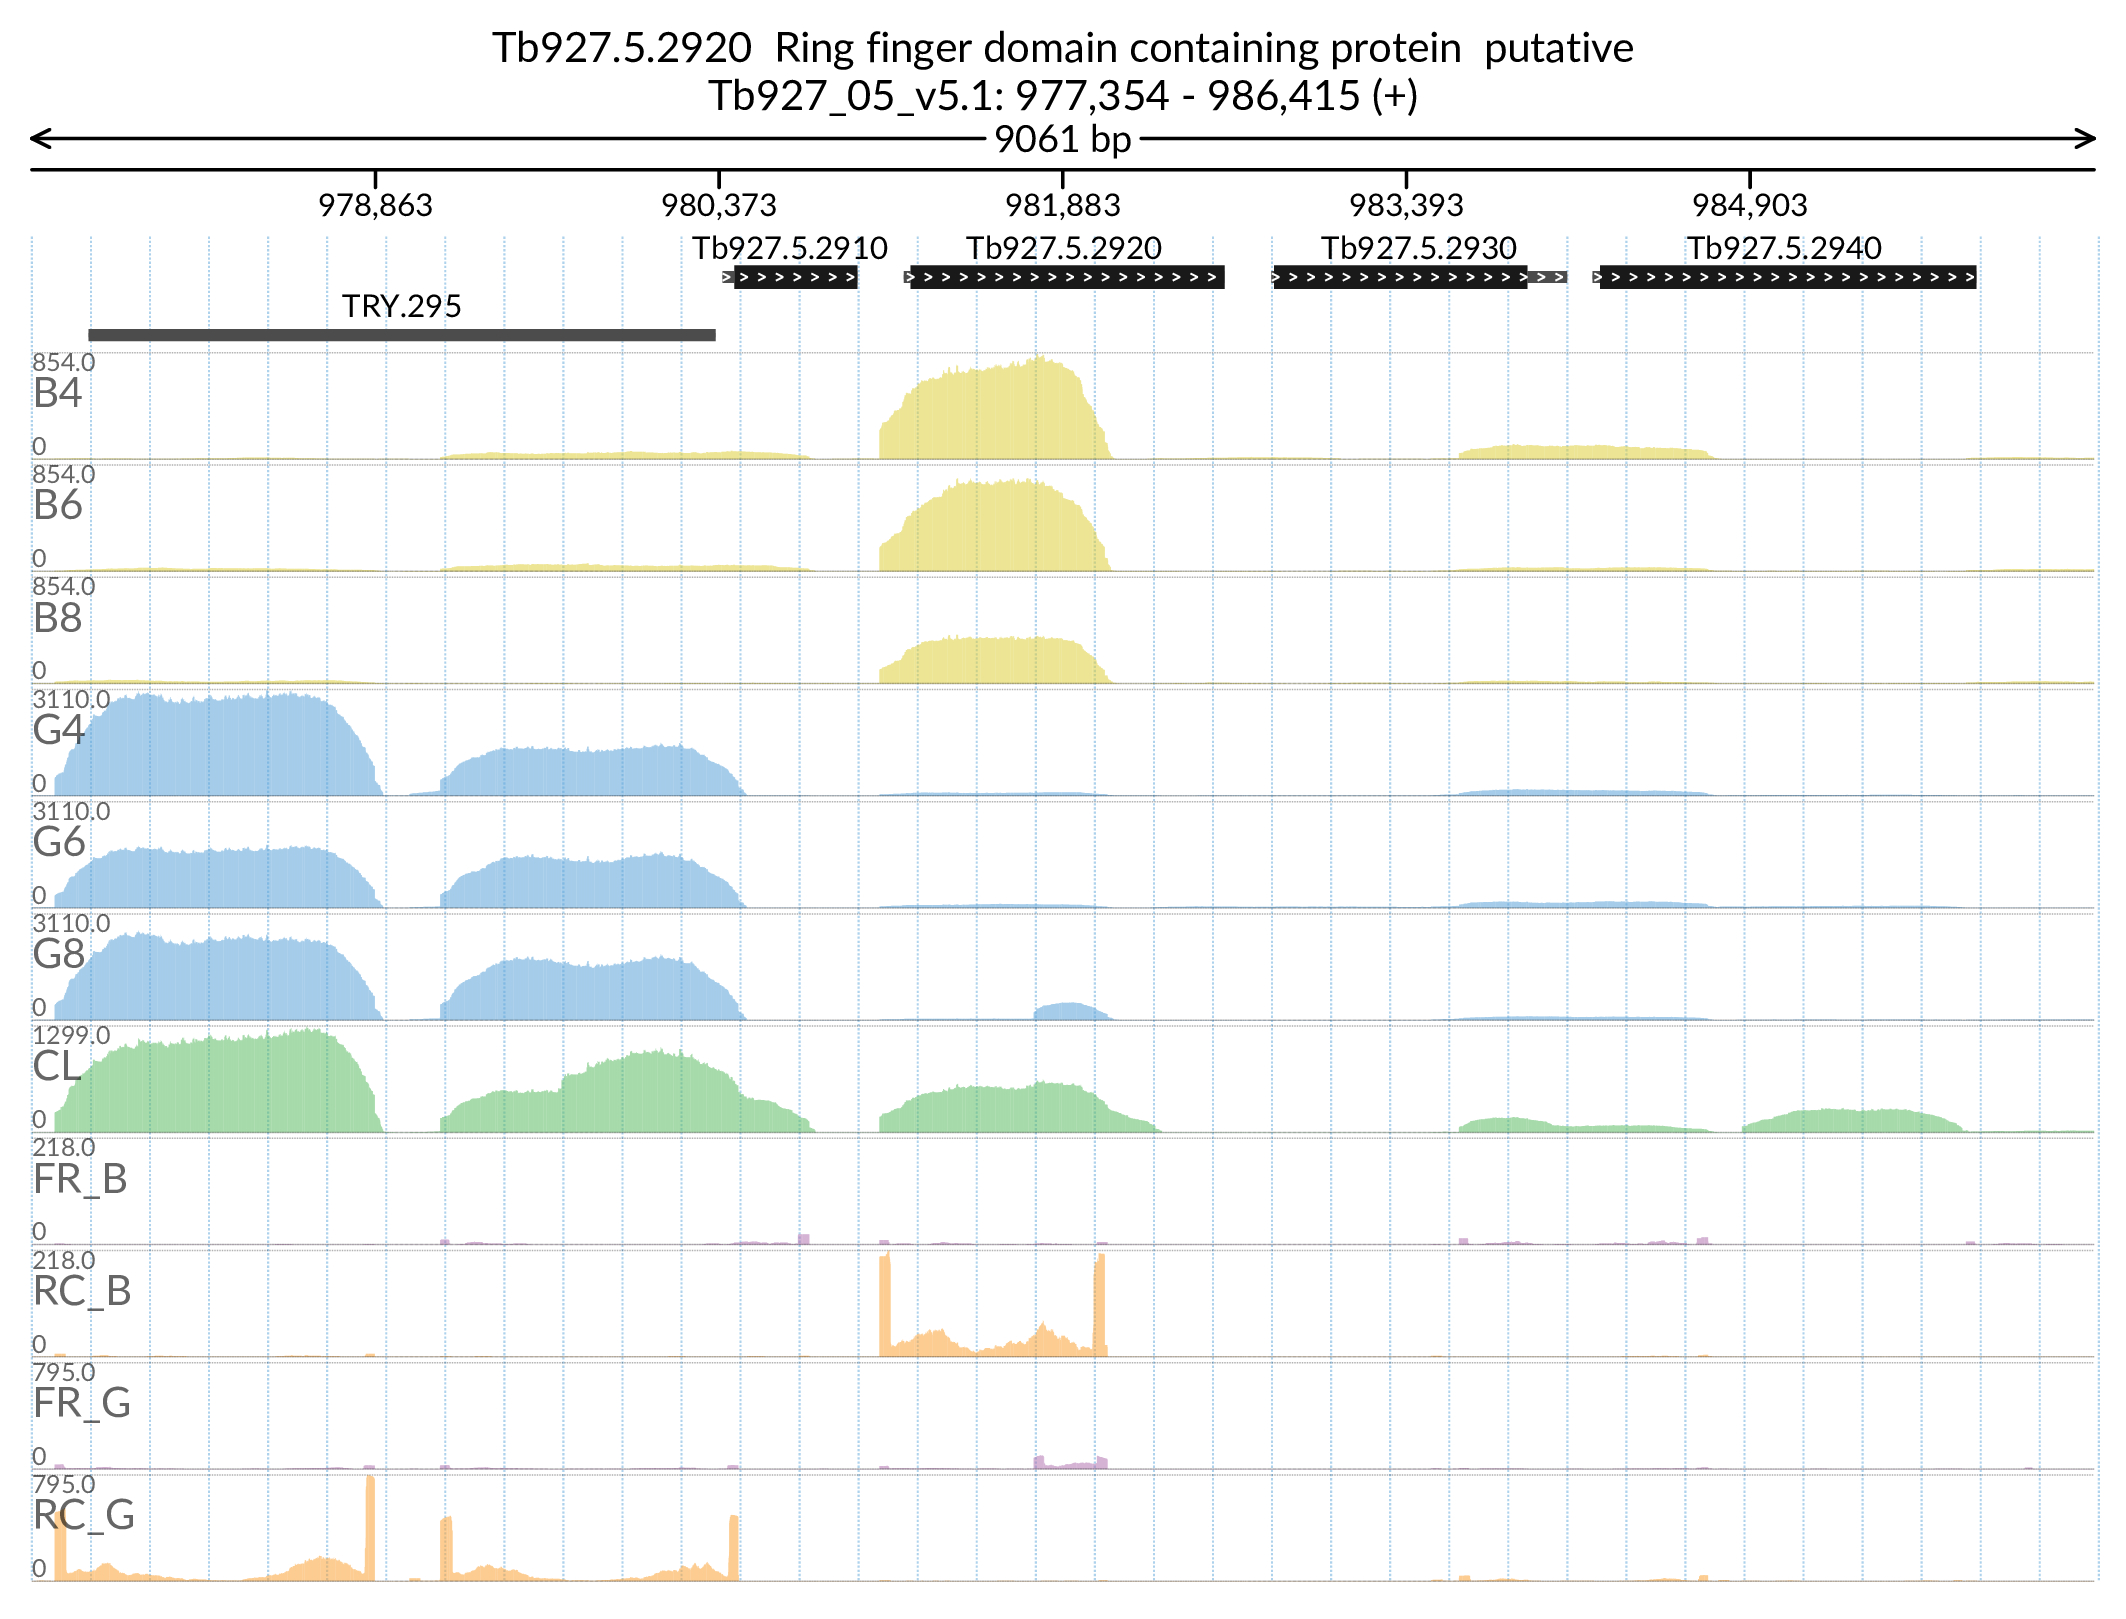 Tb927.5.2920  Ring finger domain containing protein  putative
Tb927_05_v5.1: 977,354 - 986,415 (+)
9061 bp
978,863 980,373 981,883 983,393 984,903
Tb927.5.2910 Tb927.5.2920 Tb927.5.2930 Tb927.5.2940
TRY.295
854.0
B4
0
854.0
B6
0
854.0
B8
0
3110.0
G4
0
3110.0
G6
0
3110.0
G8
0
1299.0
CL
0
218.0
FR_B
0
218.0
RC_B
0
795.0
FR_G
0
795.0
RC_G
0